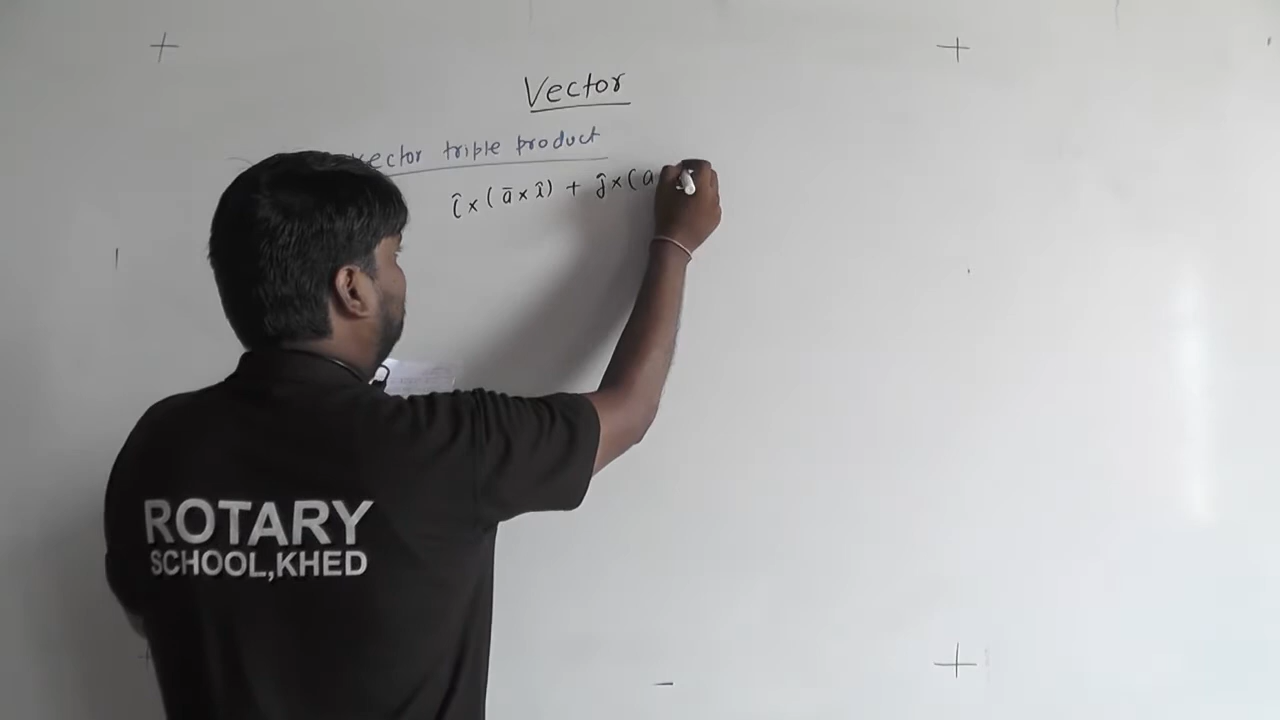 Vector
vector triple product
î × ( ā × î ) + ĵ × ( a
ROTARY
SCHOOL,KHED